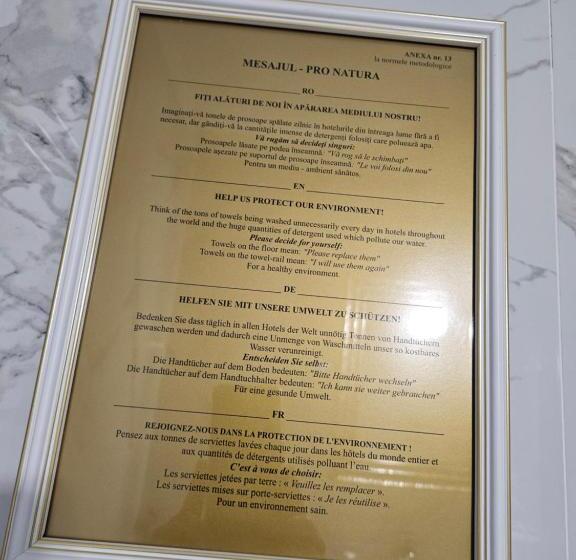 ANEXA nr. 13
la normele metodologice
MESAJUL - PRO NATURA
RO
FIȚI ALĂTURI DE NOI ÎN APĂRAREA MEDIULUI NOSTRU!
Imaginați-vă tonele de prosoape spălate zilnic în hotelurile din întreaga lume fără a fi
necesar, dar gândiți-vă la cantitățile imense de detergenți folosiți care poluează apa.
Vă rugăm să decideți singuri:
Prosoapele lăsate pe podea înseamnă: "Vă rog să le schimbați"
Prosoapele așezate pe suportul de prosoape înseamnă: "Le voi folosi din nou"
Pentru un mediu - ambient sănătos.
EN
HELP US PROTECT OUR ENVIRONMENT!
Think of the tons of towels being washed unnecessarily every day in hotels throughout
the world and the huge quantities of detergent used which pollute our water.
Please decide for yourself:
Towels on the floor mean: "Please replace them"
Towels on the towel-rail mean: "I will use them again"
For a healthy environment.
DE
HELFEN SIE MIT UNSERE UMWELT ZU SCHÜTZEN!
Bedenken Sie dass täglich in allen Hotels der Welt unnötig Tonnen von Handtüchern
gewaschen werden und dadurch eine Unmenge von Waschmitteln unser so kostbares
Wasser verunreinigt.
Entscheiden Sie selbst:
Die Handtücher auf dem Boden bedeuten: "Bitte Handtücher wechseln"
Die Handtücher auf dem Handtuchhalter bedeuten: "Ich kann sie weiter gebrauchen"
Für eine gesunde Umwelt.
FR
REJOIGNEZ-NOUS DANS LA PROTECTION DE L'ENVIRONNEMENT !
Pensez aux tonnes de serviettes lavées chaque jour dans les hôtels du monde entier et
aux quantités de détergents utilisés polluant l'eau.
C'est à vous de choisir:
Les serviettes jetées par terre : « Veuillez les remplacer ».
Les serviettes mises sur porte-serviettes : « Je les réutilise ».
Pour un environnement sain.